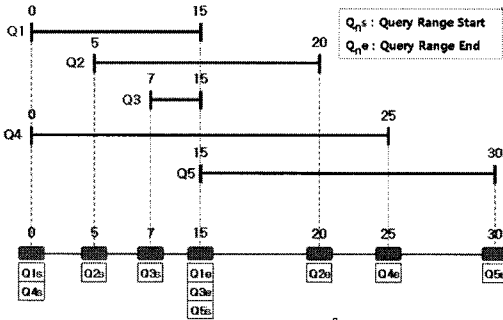 0 15
Q1
Qns : Query Range Start
Qne : Query Range End
5 20
Q2
7 15
Q3
0 25
Q4
15 30
Q5
0 5 7 15 20 25 30
Q1s Q2s Q3s Q1e Q2e Q4e Q5e
Q4s Q3e
Q5s